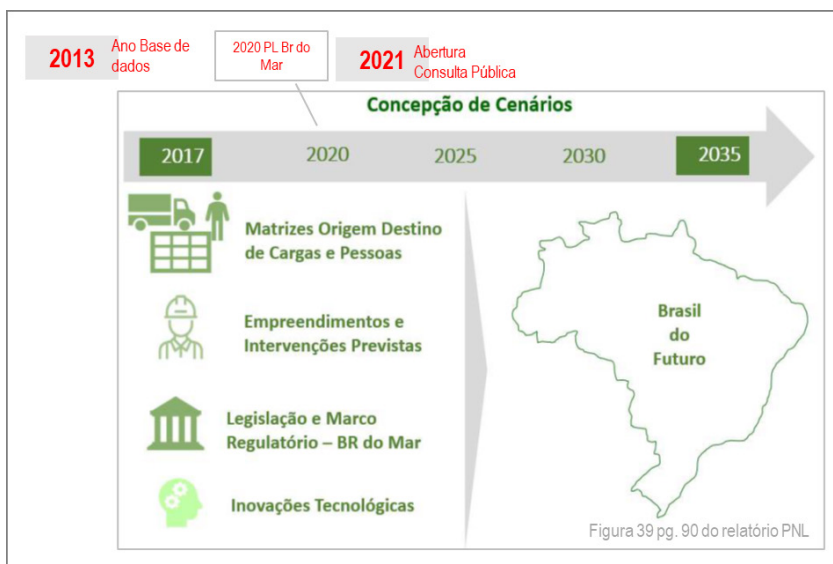 2013
Ano Base de
dados
2020 PL Br do
Mar
2021
Abertura
Consulta Pública
Concepção de Cenários
2017
2020
2025
2030
2035
Matrizes Origem Destino
de Cargas e Pessoas
Empreendimentos e
Intervenções Previstas
Legislação e Marco
Regulatório – BR do Mar
Inovações Tecnológicas
Brasil
do
Futuro
Figura 39 pg. 90 do relatório PNL